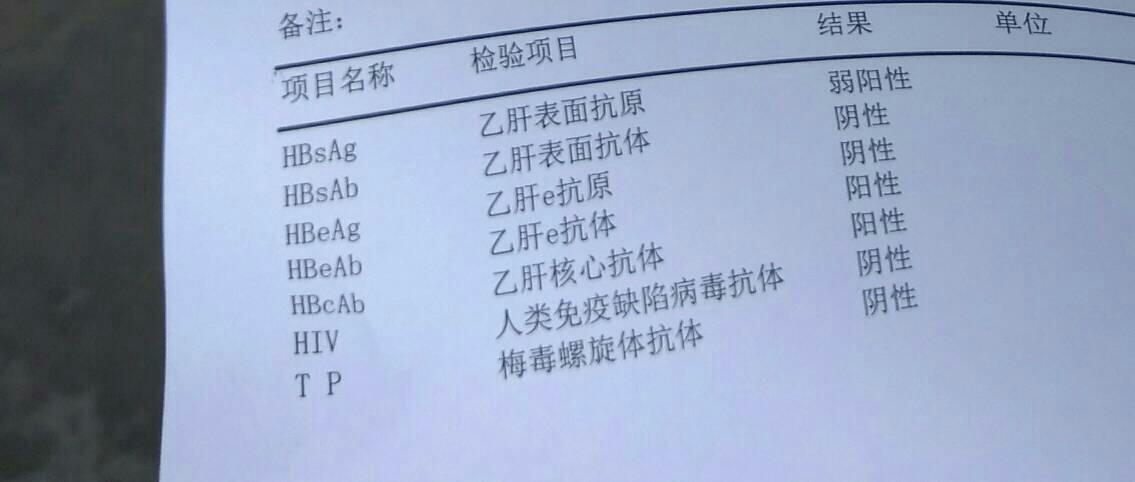 备注：
项目名称 检验项目 结果 单位
HBsAg 乙肝表面抗原 弱阳性
HBsAb 乙肝表面抗体 阴性
HBeAg 乙肝e抗原 阴性
HBeAb 乙肝e抗体 阳性
HBcAb 乙肝核心抗体 阳性
HIV 人类免疫缺陷病毒抗体 阴性
T P 梅毒螺旋体抗体 阴性